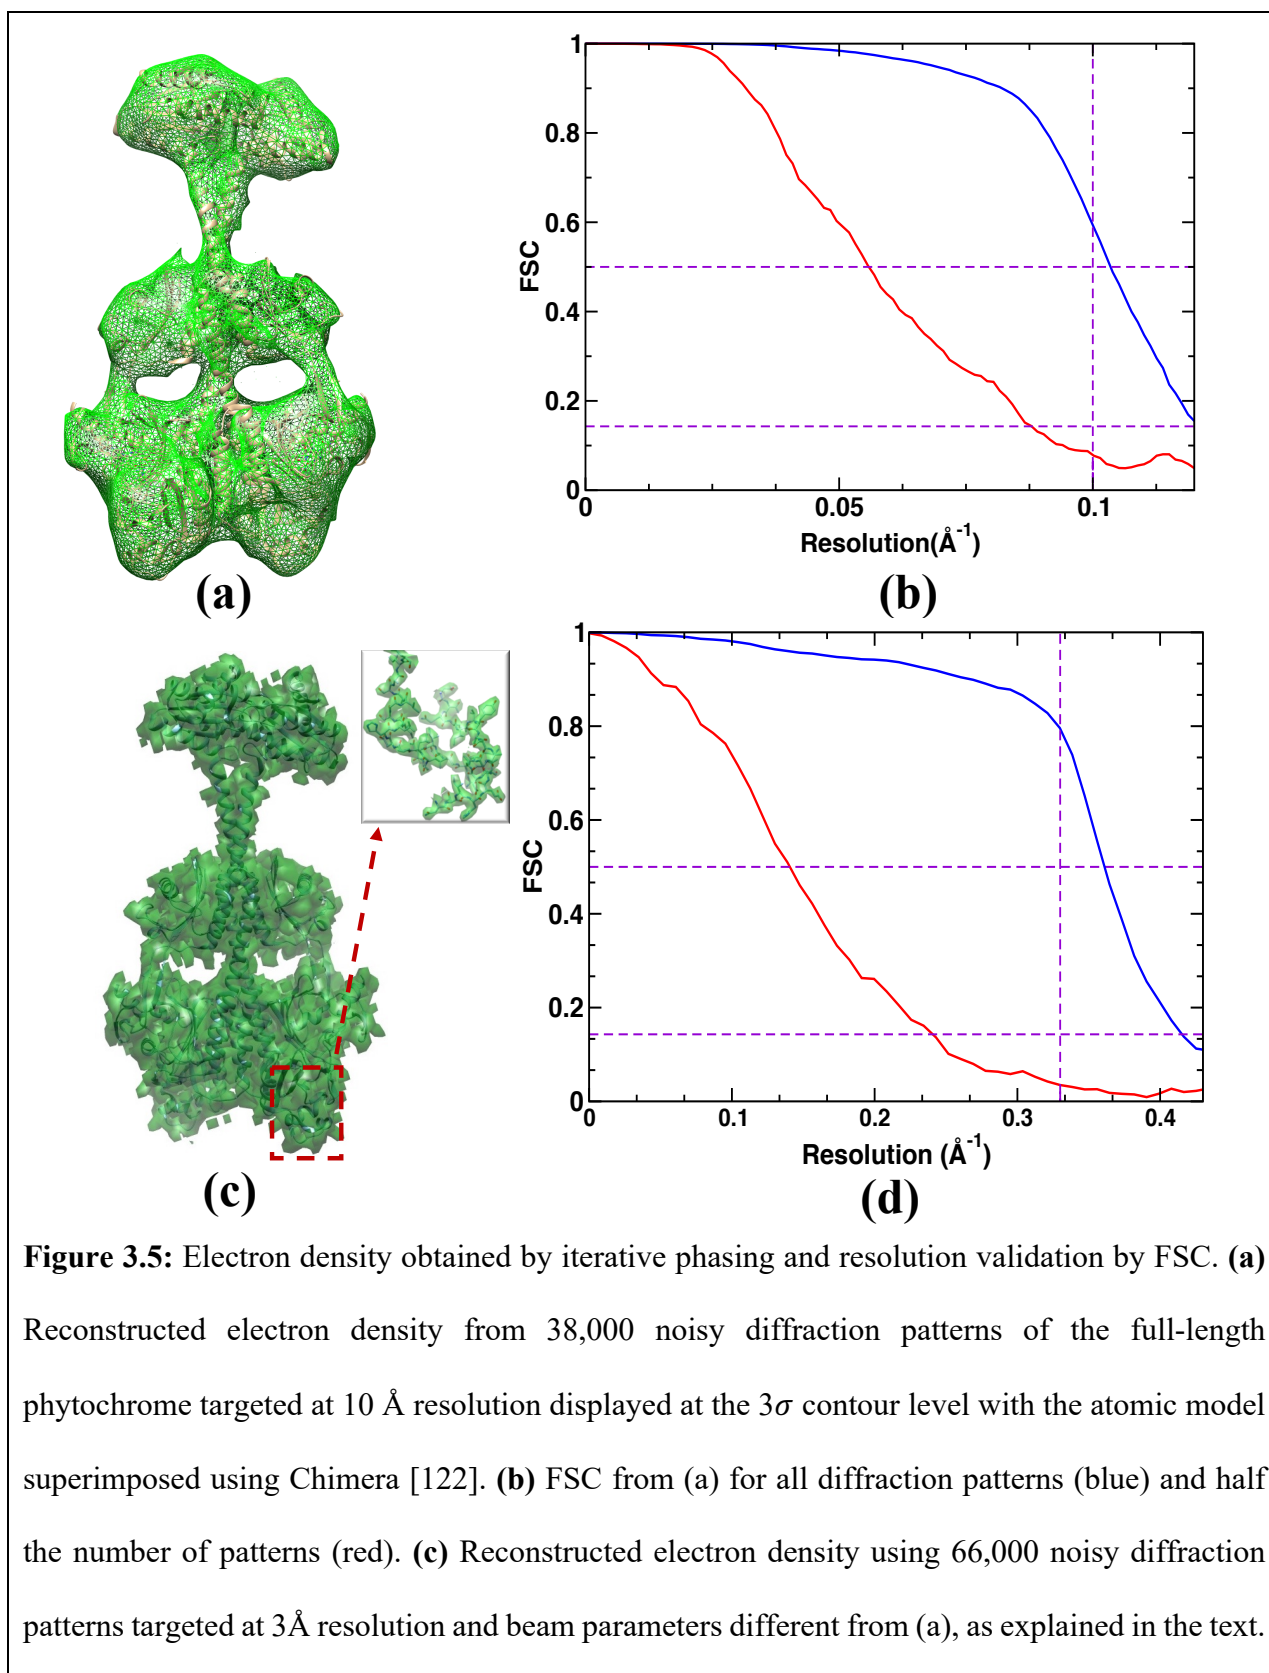 1
0.8
0.6
0.4
0.2
0
FSC
0
0.05
0.1
Resolution(Å⁻¹)
(a)
(b)
1
0.8
0.6
0.4
0.2
0
FSC
0
0.1
0.2
0.3
0.4
Resolution (Å⁻¹)
(c)
(d)
Figure 3.5: Electron density obtained by iterative phasing and resolution validation by FSC. (a)
Reconstructed electron density from 38,000 noisy diffraction patterns of the full-length
phytochrome targeted at 10 Å resolution displayed at the 3σ contour level with the atomic model
superimposed using Chimera [122]. (b) FSC from (a) for all diffraction patterns (blue) and half
the number of patterns (red). (c) Reconstructed electron density using 66,000 noisy diffraction
patterns targeted at 3Å resolution and beam parameters different from (a), as explained in the text.